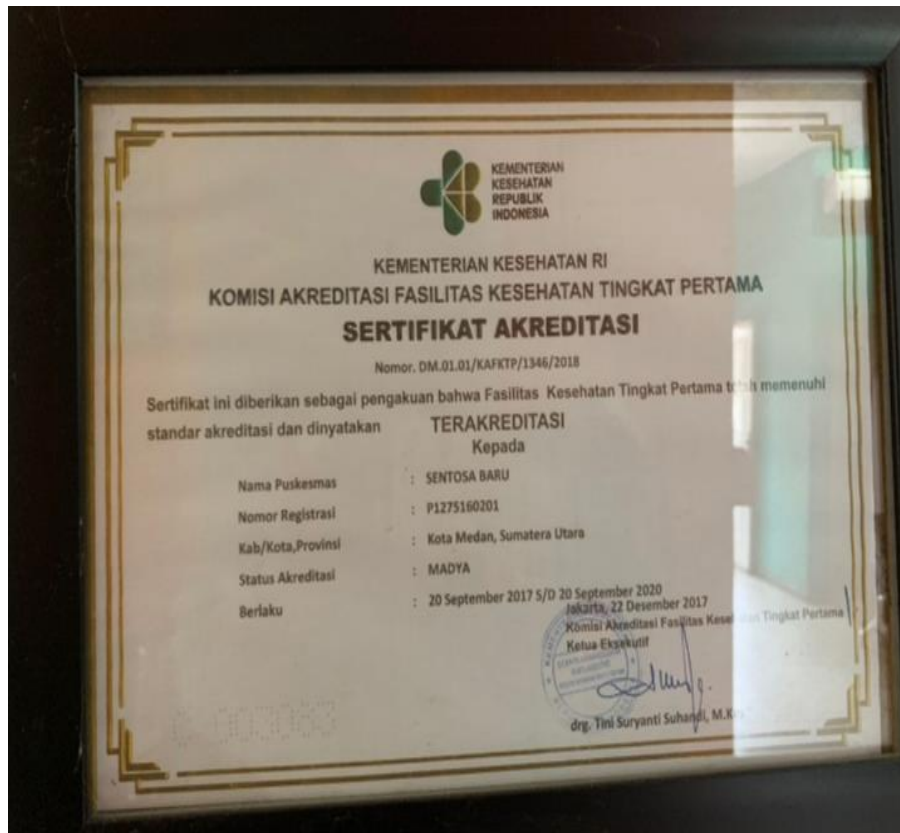 KEMENTERIAN
KESEHATAN
REPUBLIK
INDONESIA
KEMENTERIAN KESEHATAN RI
KOMISI AKREDITASI FASILITAS KESEHATAN TINGKAT PERTAMA
SERTIFIKAT AKREDITASI
Nomor. DM.01.01/KAFKTP/1346/2018
Sertifikat ini diberikan sebagai pengakuan bahwa Fasilitas Kesehatan Tingkat Pertama telah memenuhi
standar akreditasi dan dinyatakan TERAKREDITASI
Kepada
Nama Puskesmas : SENTOSA BARU
Nomor Registrasi : P1275160201
Kab/Kota,Provinsi : Kota Medan, Sumatera Utara
Status Akreditasi : MADYA
Berlaku : 20 September 2017 S/D 20 September 2020
Jakarta, 22 Desember 2017
Komisi Akreditasi Fasilitas Kesehatan Tingkat Pertama
Ketua Eksekutif
drg. Tini Suryanti Suhandi,